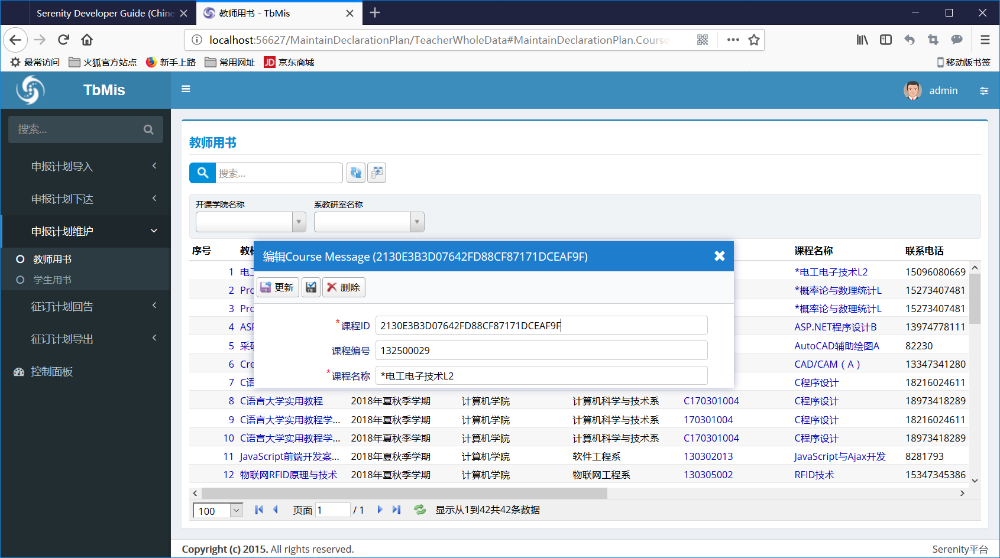 Serenity Developer Guide (Chine
教师用书 - TbMis
localhost:56627/MaintainDeclarationPlan/TeacherWholeData#MaintainDeclarationPlan.Course
最常访问 火狐官方站点 新手上路 常用网址 JD 京东商城 移动版书签
TbMis
admin
搜索...
申报计划导入
申报计划下达
申报计划维护
教师用书
学生用书
征订计划回告
征订计划导出
控制面板
教师用书
搜索...
开课学院名称 系教研室名称
序号 教材 课程名称 联系电话
1 电工 *电工电子技术L2 15096080669
2 Pro *概率论与数理统计L 15273407481
3 Pro *概率论与数理统计L 15273407481
4 ASP ASP.NET程序设计B 13974778111
5 采矿 AutoCAD辅助绘图A 82230
6 Cre CAD/CAM（A） 13347341280
7 C语 C程序设计 18216024611
8 C语言大学实用教程 2018年夏秋季学期 计算机学院 计算机科学与技术系 C170301004 C程序设计 18973418289
9 C语言大学实用教程学... 2018年夏秋季学期 计算机学院 计算机科学与技术系 170301004 C程序设计 18216024611
10 C语言大学实用教程学... 2018年夏秋季学期 计算机学院 计算机科学与技术系 C170301004 C程序设计 18973418289
11 JavaScript前端开发案... 2018年夏秋季学期 计算机学院 软件工程系 130302013 JavaScript与Ajax开发 8281793
12 物联网RFID原理与技术 2018年夏秋季学期 计算机学院 物联网工程系 130305002 RFID技术 15347345386
编辑Course Message (2130E3B3D07642FD88CF87171DCEAF9F)
更新 删除
*课程ID 2130E3B3D07642FD88CF87171DCEAF9F
课程编号 132500029
*课程名称 *电工电子技术L2
100 页面 1 / 1 显示从1到42共42条数据
Copyright (c) 2015. All rights reserved.
Serenity平台